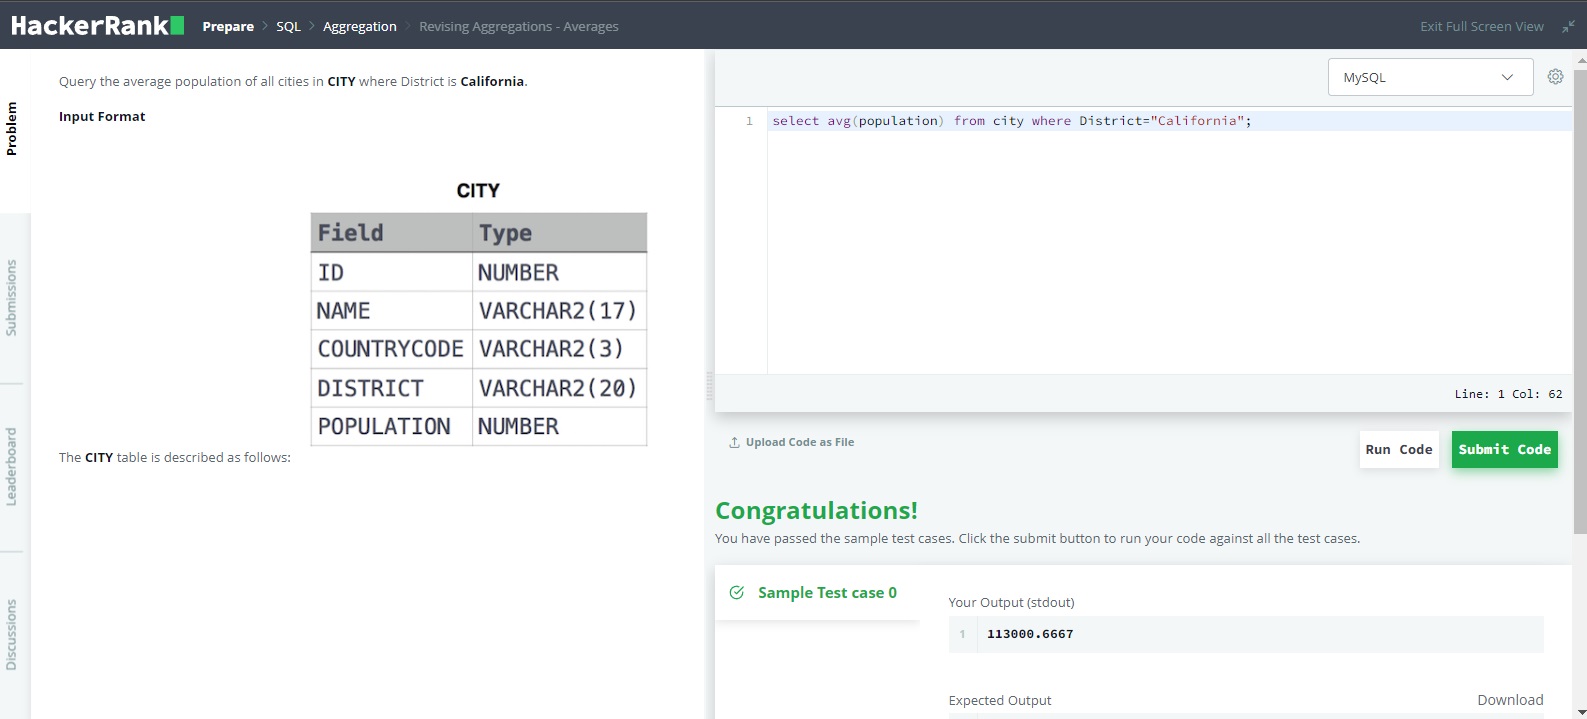 HackerRank Prepare > SQL > Aggregation > Revising Aggregations - Averages
Exit Full Screen View
Problem
Submissions
Leaderboard
Discussions
Query the average population of all cities in CITY where District is California.
Input Format
CITY
Field Type
ID NUMBER
NAME VARCHAR2(17)
COUNTRYCODE VARCHAR2(3)
DISTRICT VARCHAR2(20)
POPULATION NUMBER
The CITY table is described as follows:
MySQL
1 select avg(population) from city where District="California";
Line: 1 Col: 62
Upload Code as File
Run Code
Submit Code
Congratulations!
You have passed the sample test cases. Click the submit button to run your code against all the test cases.
Sample Test case 0
Your Output (stdout)
1 113000.6667
Expected Output
Download